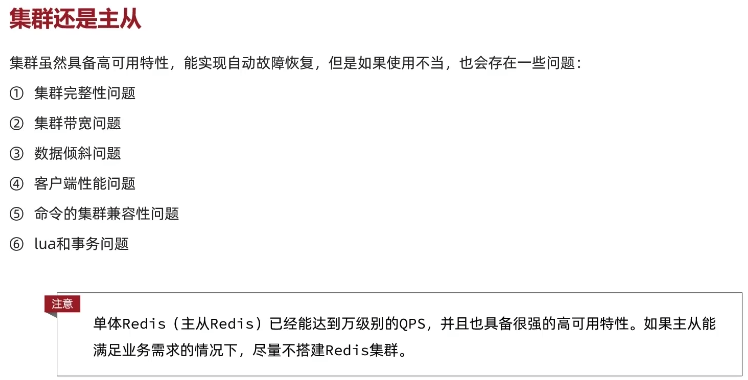 集群还是主从
集群虽然具备高可用特性，能实现自动故障恢复，但是如果使用不当，也会存在一些问题：
① 集群完整性问题
② 集群带宽问题
③ 数据倾斜问题
④ 客户端性能问题
⑤ 命令的集群兼容性问题
⑥ lua和事务问题
注意
单体Redis（主从Redis）已经能达到万级别的QPS，并且也具备很强的高可用特性。如果主从能
满足业务需求的情况下，尽量不搭建Redis集群。